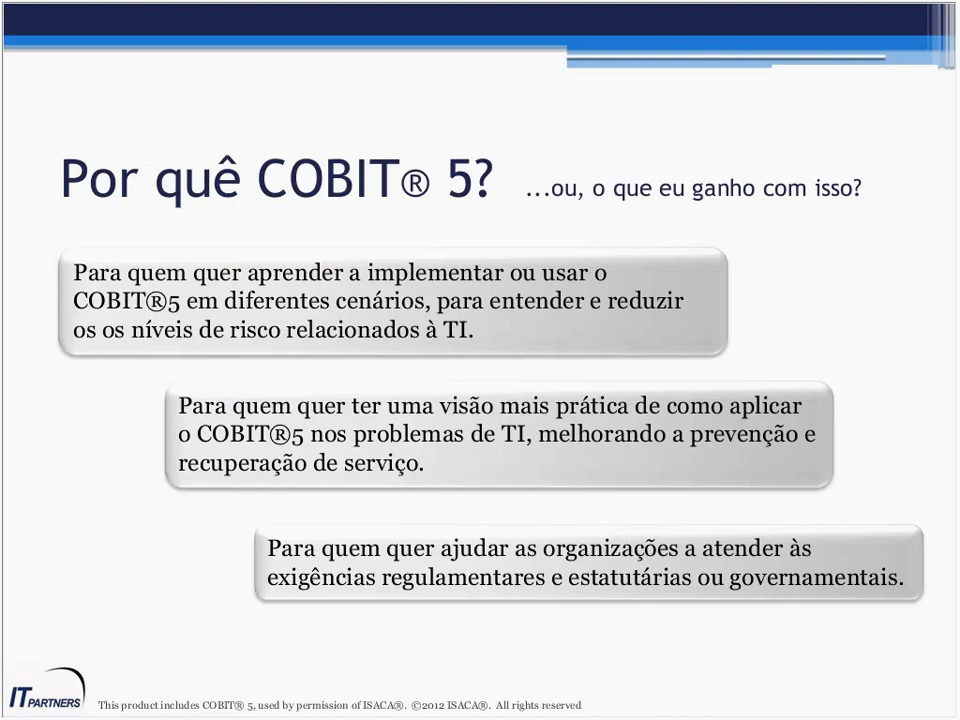 Por quê COBIT® 5? ...ou, o que eu ganho com isso?
Para quem quer aprender a implementar ou usar o
COBIT®5 em diferentes cenários, para entender e reduzir
os os níveis de risco relacionados à TI.
Para quem quer ter uma visão mais prática de como aplicar
o COBIT®5 nos problemas de TI, melhorando a prevenção e
recuperação de serviço.
Para quem quer ajudar as organizações a atender às
exigências regulamentares e estatutárias ou governamentais.
IT PARTNERS
This product includes COBIT® 5, used by permission of ISACA®. ©2012 ISACA®. All rights reserved